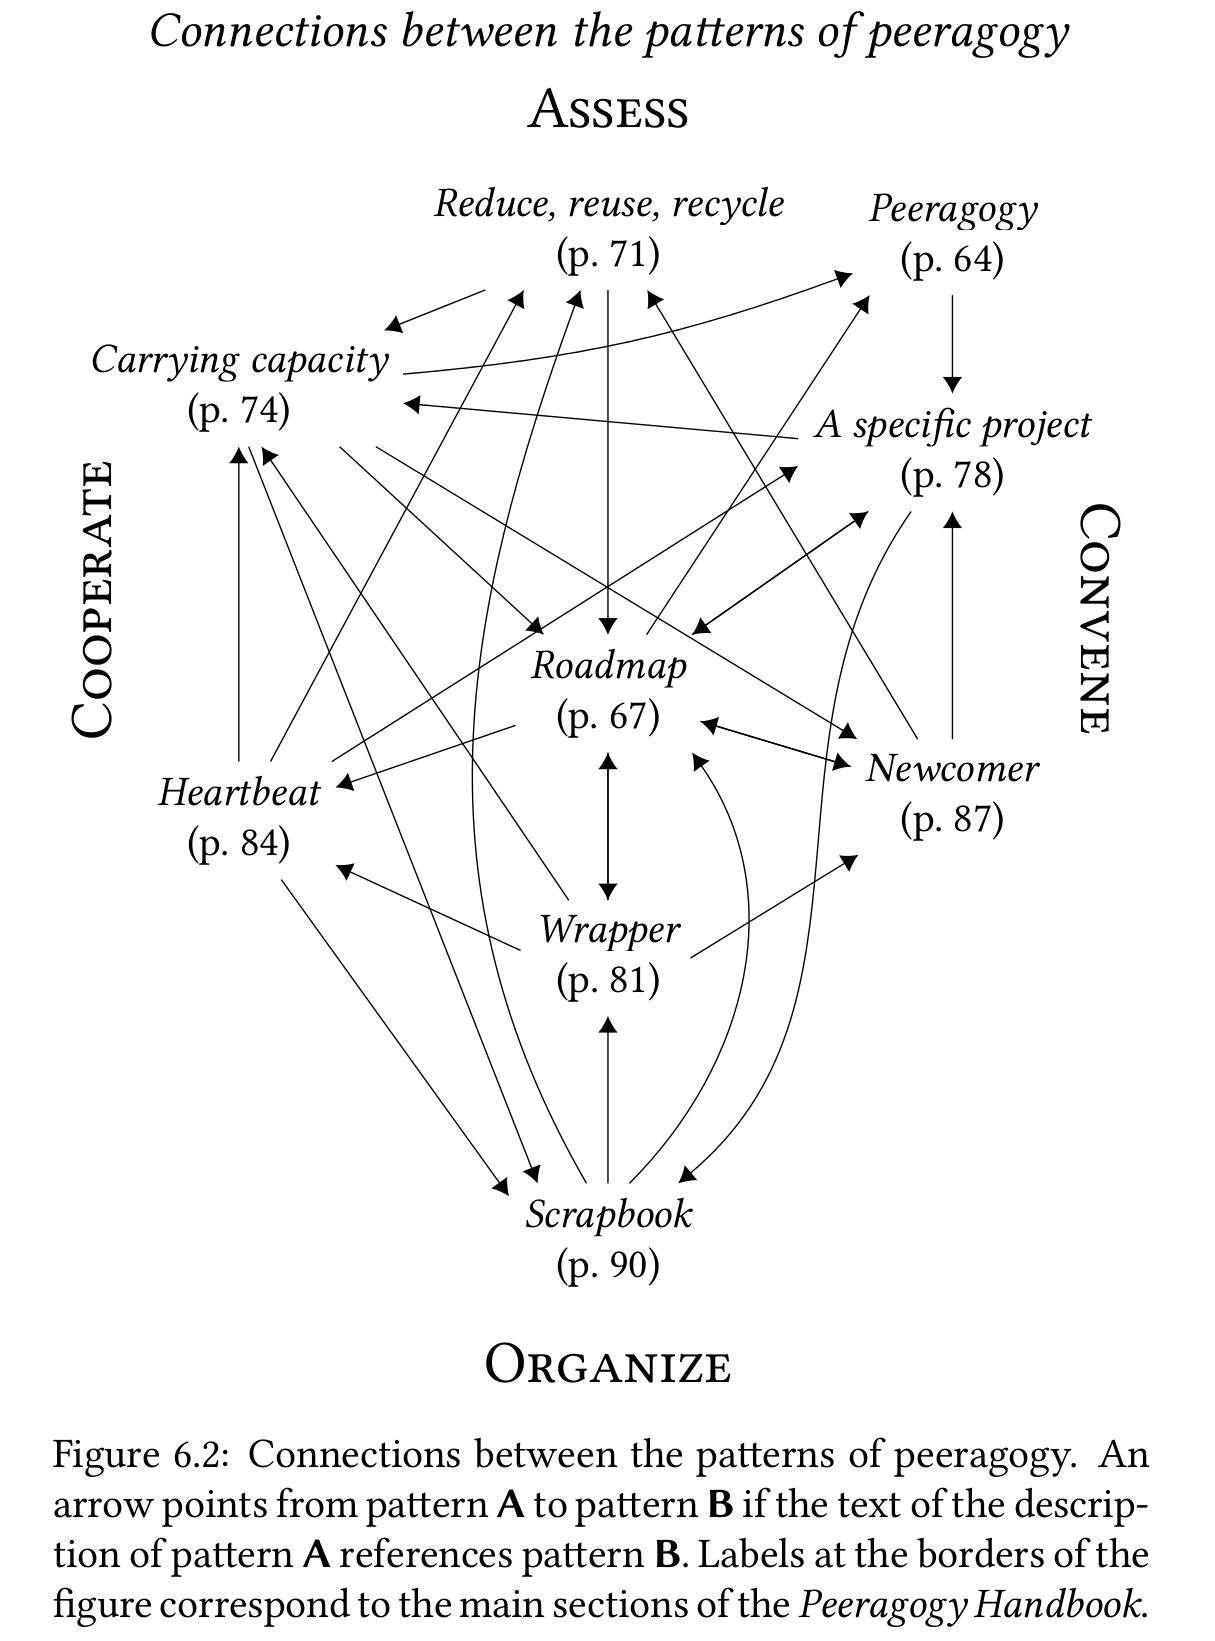 Connections between the patterns of peeragogy
ASSESS
Reduce, reuse, recycle
(p. 71)
Peeragogy
(p. 64)
Carrying capacity
(p. 74)
A specific project
(p. 78)
COOPERATE
CONVENE
Roadmap
(p. 67)
Heartbeat
(p. 84)
Newcomer
(p. 87)
Wrapper
(p. 81)
Scrapbook
(p. 90)
ORGANIZE
Figure 6.2: Connections between the patterns of peeragogy. An
arrow points from pattern A to pattern B if the text of the descrip-
tion of pattern A references pattern B. Labels at the borders of the
figure correspond to the main sections of the Peeragogy Handbook.